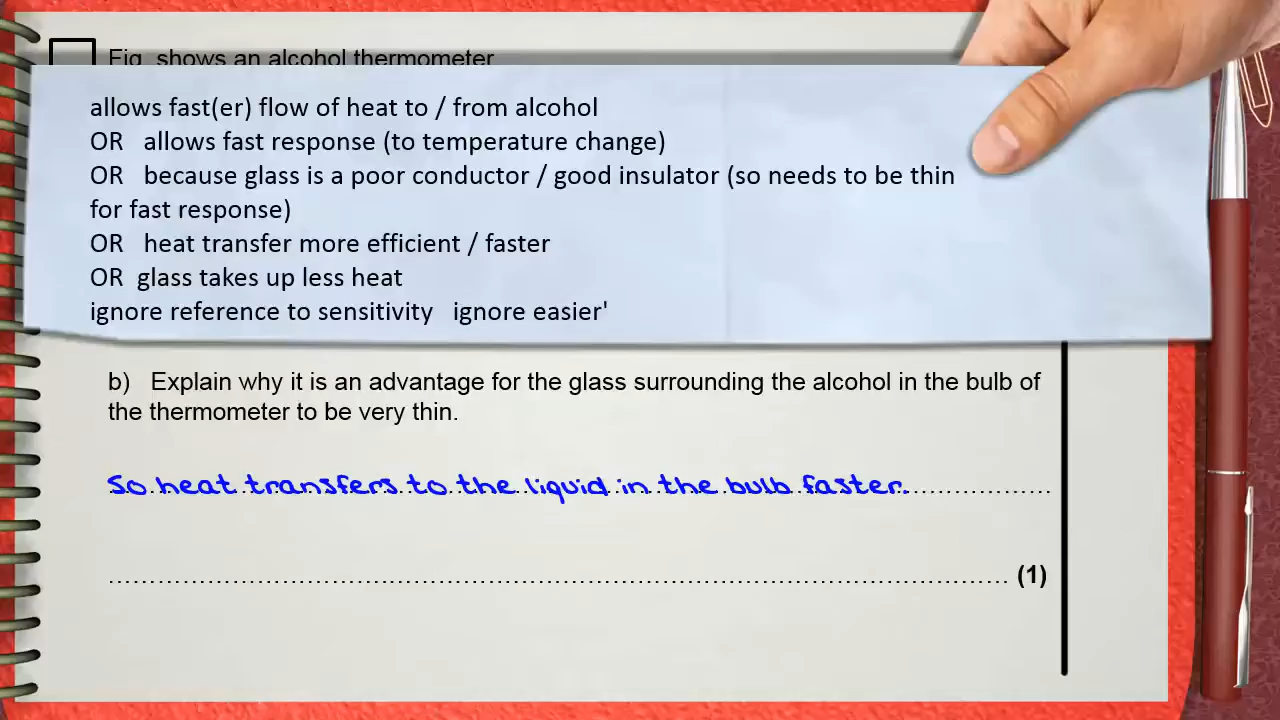 Fig. shows an alcohol thermometer
allows fast(er) flow of heat to / from alcohol
OR allows fast response (to temperature change)
OR because glass is a poor conductor / good insulator (so needs to be thin
for fast response)
OR heat transfer more efficient / faster
OR glass takes up less heat
ignore reference to sensitivity ignore easier'
b) Explain why it is an advantage for the glass surrounding the alcohol in the bulb of
the thermometer to be very thin.
So heat transfers to the liquid in the bulb faster.
(1)